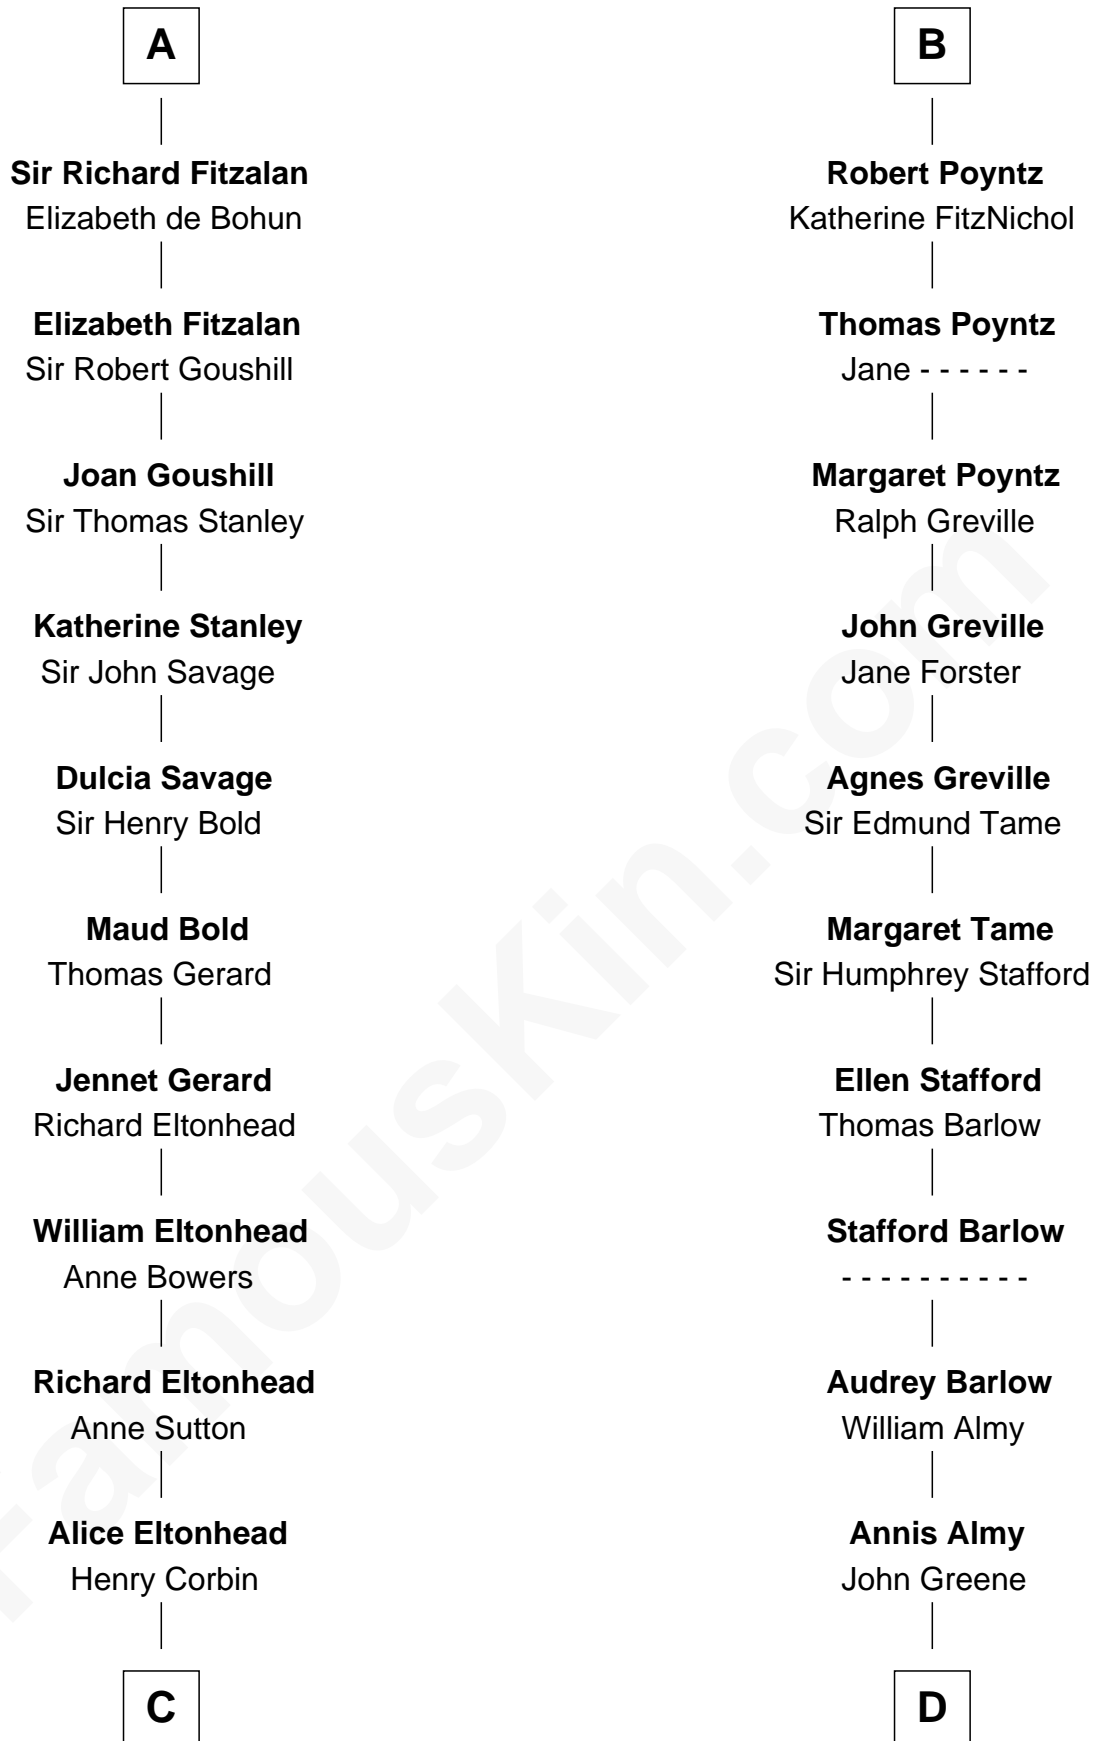 A
Sir Richard Fitzalan
Elizabeth de Bohun
Elizabeth Fitzalan
Sir Robert Goushill
Joan Goushill
Sir Thomas Stanley
Katherine Stanley
Sir John Savage
Dulcia Savage
Sir Henry Bold
Maud Bold
Thomas Gerard
Jennet Gerard
Richard Eltonhead
William Eltonhead
Anne Bowers
Richard Eltonhead
Anne Sutton
Alice Eltonhead
Henry Corbin
C
B
Robert Poyntz
Katherine FitzNichol
Thomas Poyntz
Jane - - - - - -
Margaret Poyntz
Ralph Greville
John Greville
Jane Forster
Agnes Greville
Sir Edmund Tame
Margaret Tame
Sir Humphrey Stafford
Ellen Stafford
Thomas Barlow
Stafford Barlow
- - - - - - - - - -
Audrey Barlow
William Almy
Annis Almy
John Greene
D
FamousKin.com